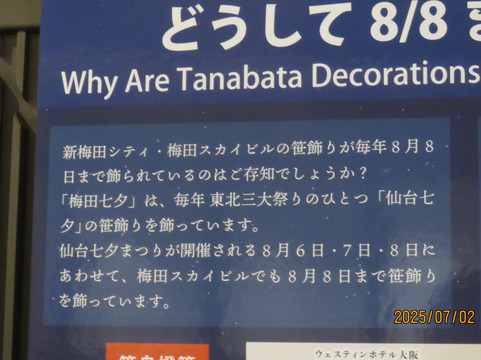 どうして 8/8
Why Are Tanabata Decorations
新梅田シティ・梅田スカイビルの笹飾りが毎年８月８
日まで飾られているのはご存知でしょうか？
「梅田七夕」は、毎年 東北三大祭りのひとつ「仙台七
夕」の笹飾りを飾っています。
仙台七夕まつりが開催される８月６日・７日・８日に
あわせて、梅田スカイビルでも８月８日まで笹飾り
を飾っています。
2025/07/02
ウェスティンホテル大阪